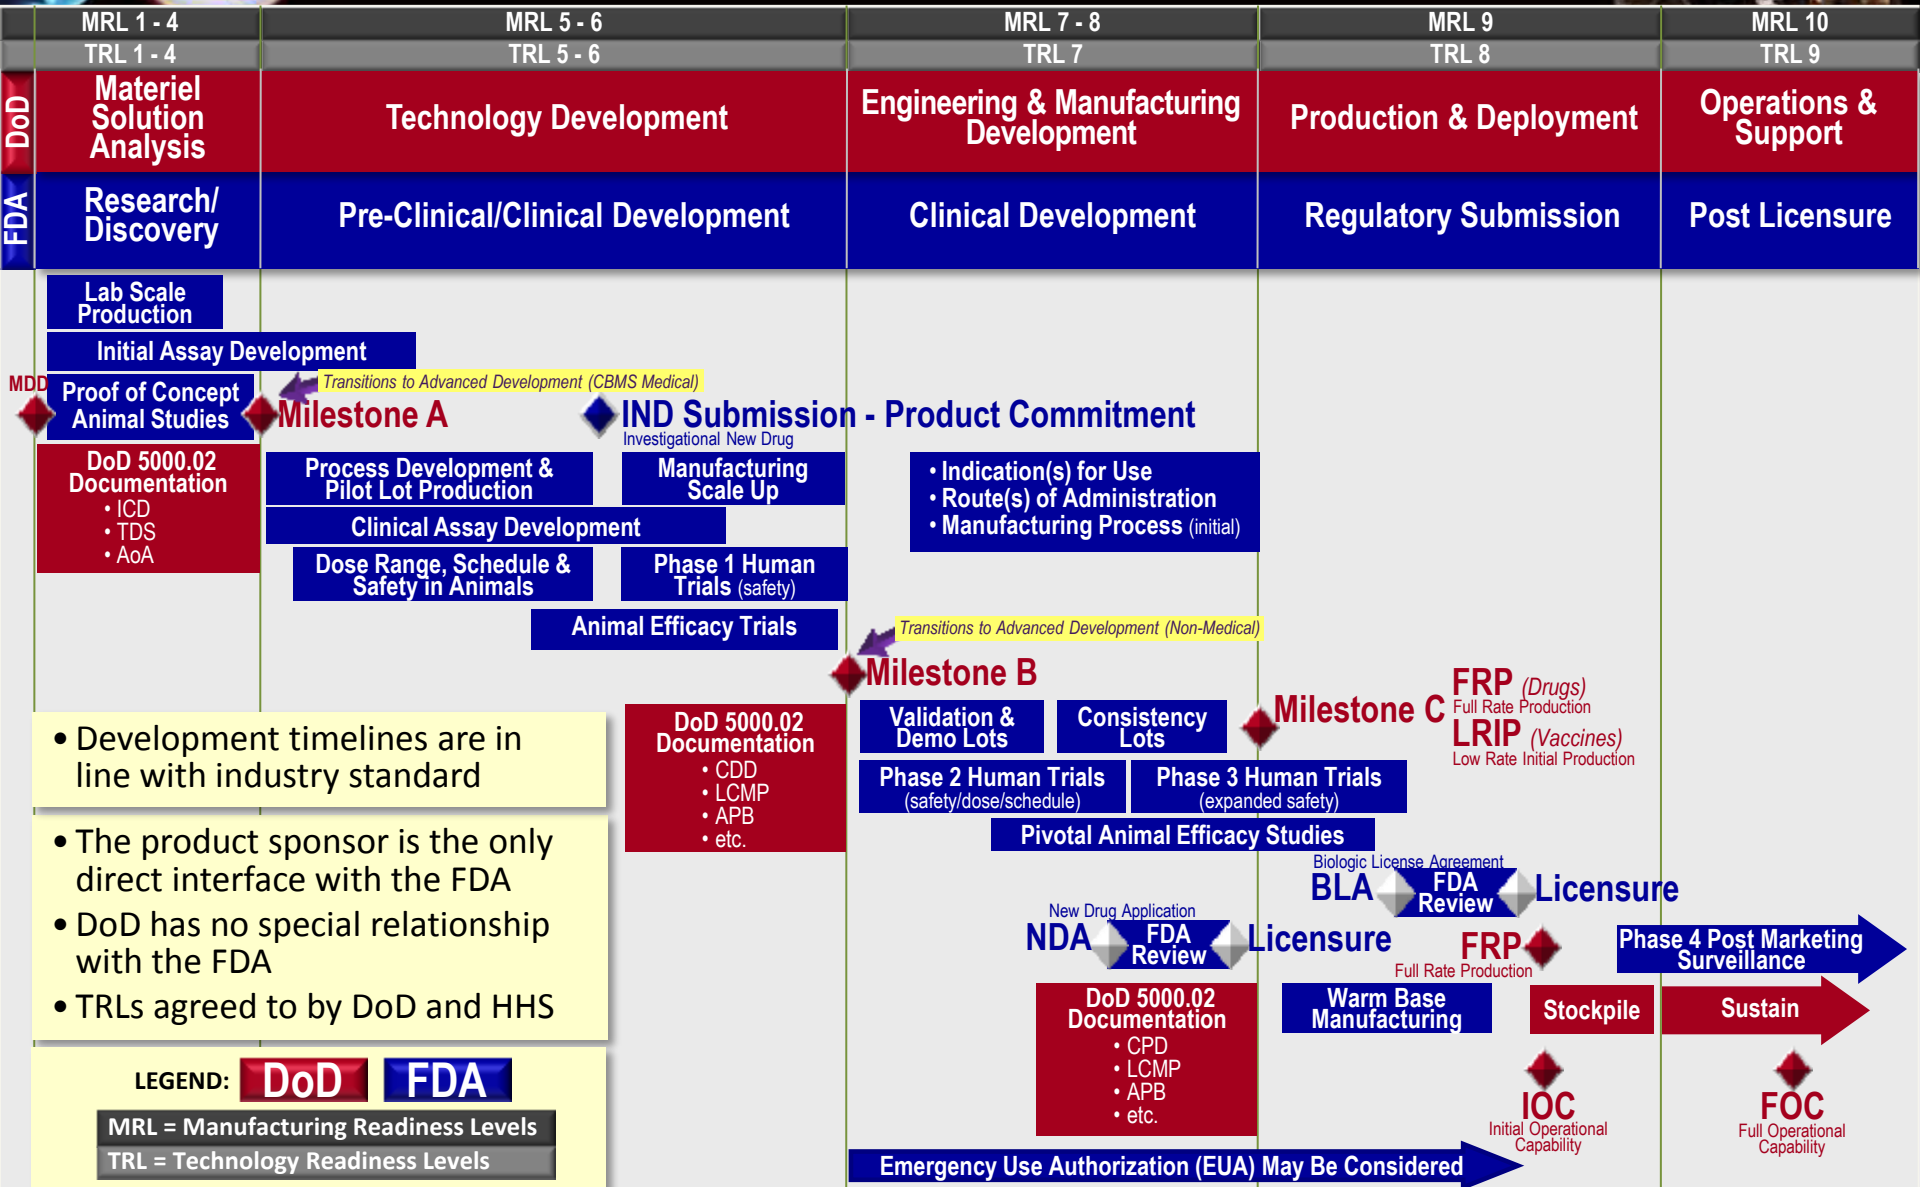 MRL 1 - 4
MRL 5 - 6
MRL 7 - 8
MRL 9
MRL 10
TRL 1 - 4
TRL 5 - 6
TRL 7
TRL 8
TRL 9
DoD
Materiel
Solution
Analysis
Technology Development
Engineering & Manufacturing
Development
Production & Deployment
Operations &
Support
FDA
Research/
Discovery
Pre-Clinical/Clinical Development
Clinical Development
Regulatory Submission
Post Licensure
Lab Scale
Production
Initial Assay Development
MDD
Proof of Concept
Animal Studies
Transitions to Advanced Development (CBMS Medical)
Milestone A
IND Submission - Product Commitment
Investigational New Drug
DoD 5000.02
Documentation
• ICD
• TDS
• AoA
Process Development &
Pilot Lot Production
Manufacturing
Scale Up
Clinical Assay Development
Dose Range, Schedule &
Safety in Animals
Phase 1 Human
Trials (safety)
Animal Efficacy Trials
• Indication(s) for Use
• Route(s) of Administration
• Manufacturing Process (initial)
Transitions to Advanced Development (Non-Medical)
Milestone B
DoD 5000.02
Documentation
• CDD
• LCMP
• APB
• etc.
Validation &
Demo Lots
Consistency
Lots
Milestone C
FRP (Drugs)
Full Rate Production
LRIP (Vaccines)
Low Rate Initial Production
Phase 2 Human Trials
(safety/dose/schedule)
Phase 3 Human Trials
(expanded safety)
Pivotal Animal Efficacy Studies
Biologic License Agreement
BLA
FDA
Review
Licensure
New Drug Application
NDA
FDA
Review
Licensure
FRP
Full Rate Production
Phase 4 Post Marketing
Surveillance
DoD 5000.02
Documentation
• CPD
• LCMP
• APB
• etc.
Warm Base
Manufacturing
Stockpile
Sustain
IOC
Initial Operational
Capability
FOC
Full Operational
Capability
Emergency Use Authorization (EUA) May Be Considered
• Development timelines are in
line with industry standard
• The product sponsor is the only
direct interface with the FDA
• DoD has no special relationship
with the FDA
• TRLs agreed to by DoD and HHS
LEGEND: DoD FDA
MRL = Manufacturing Readiness Levels
TRL = Technology Readiness Levels